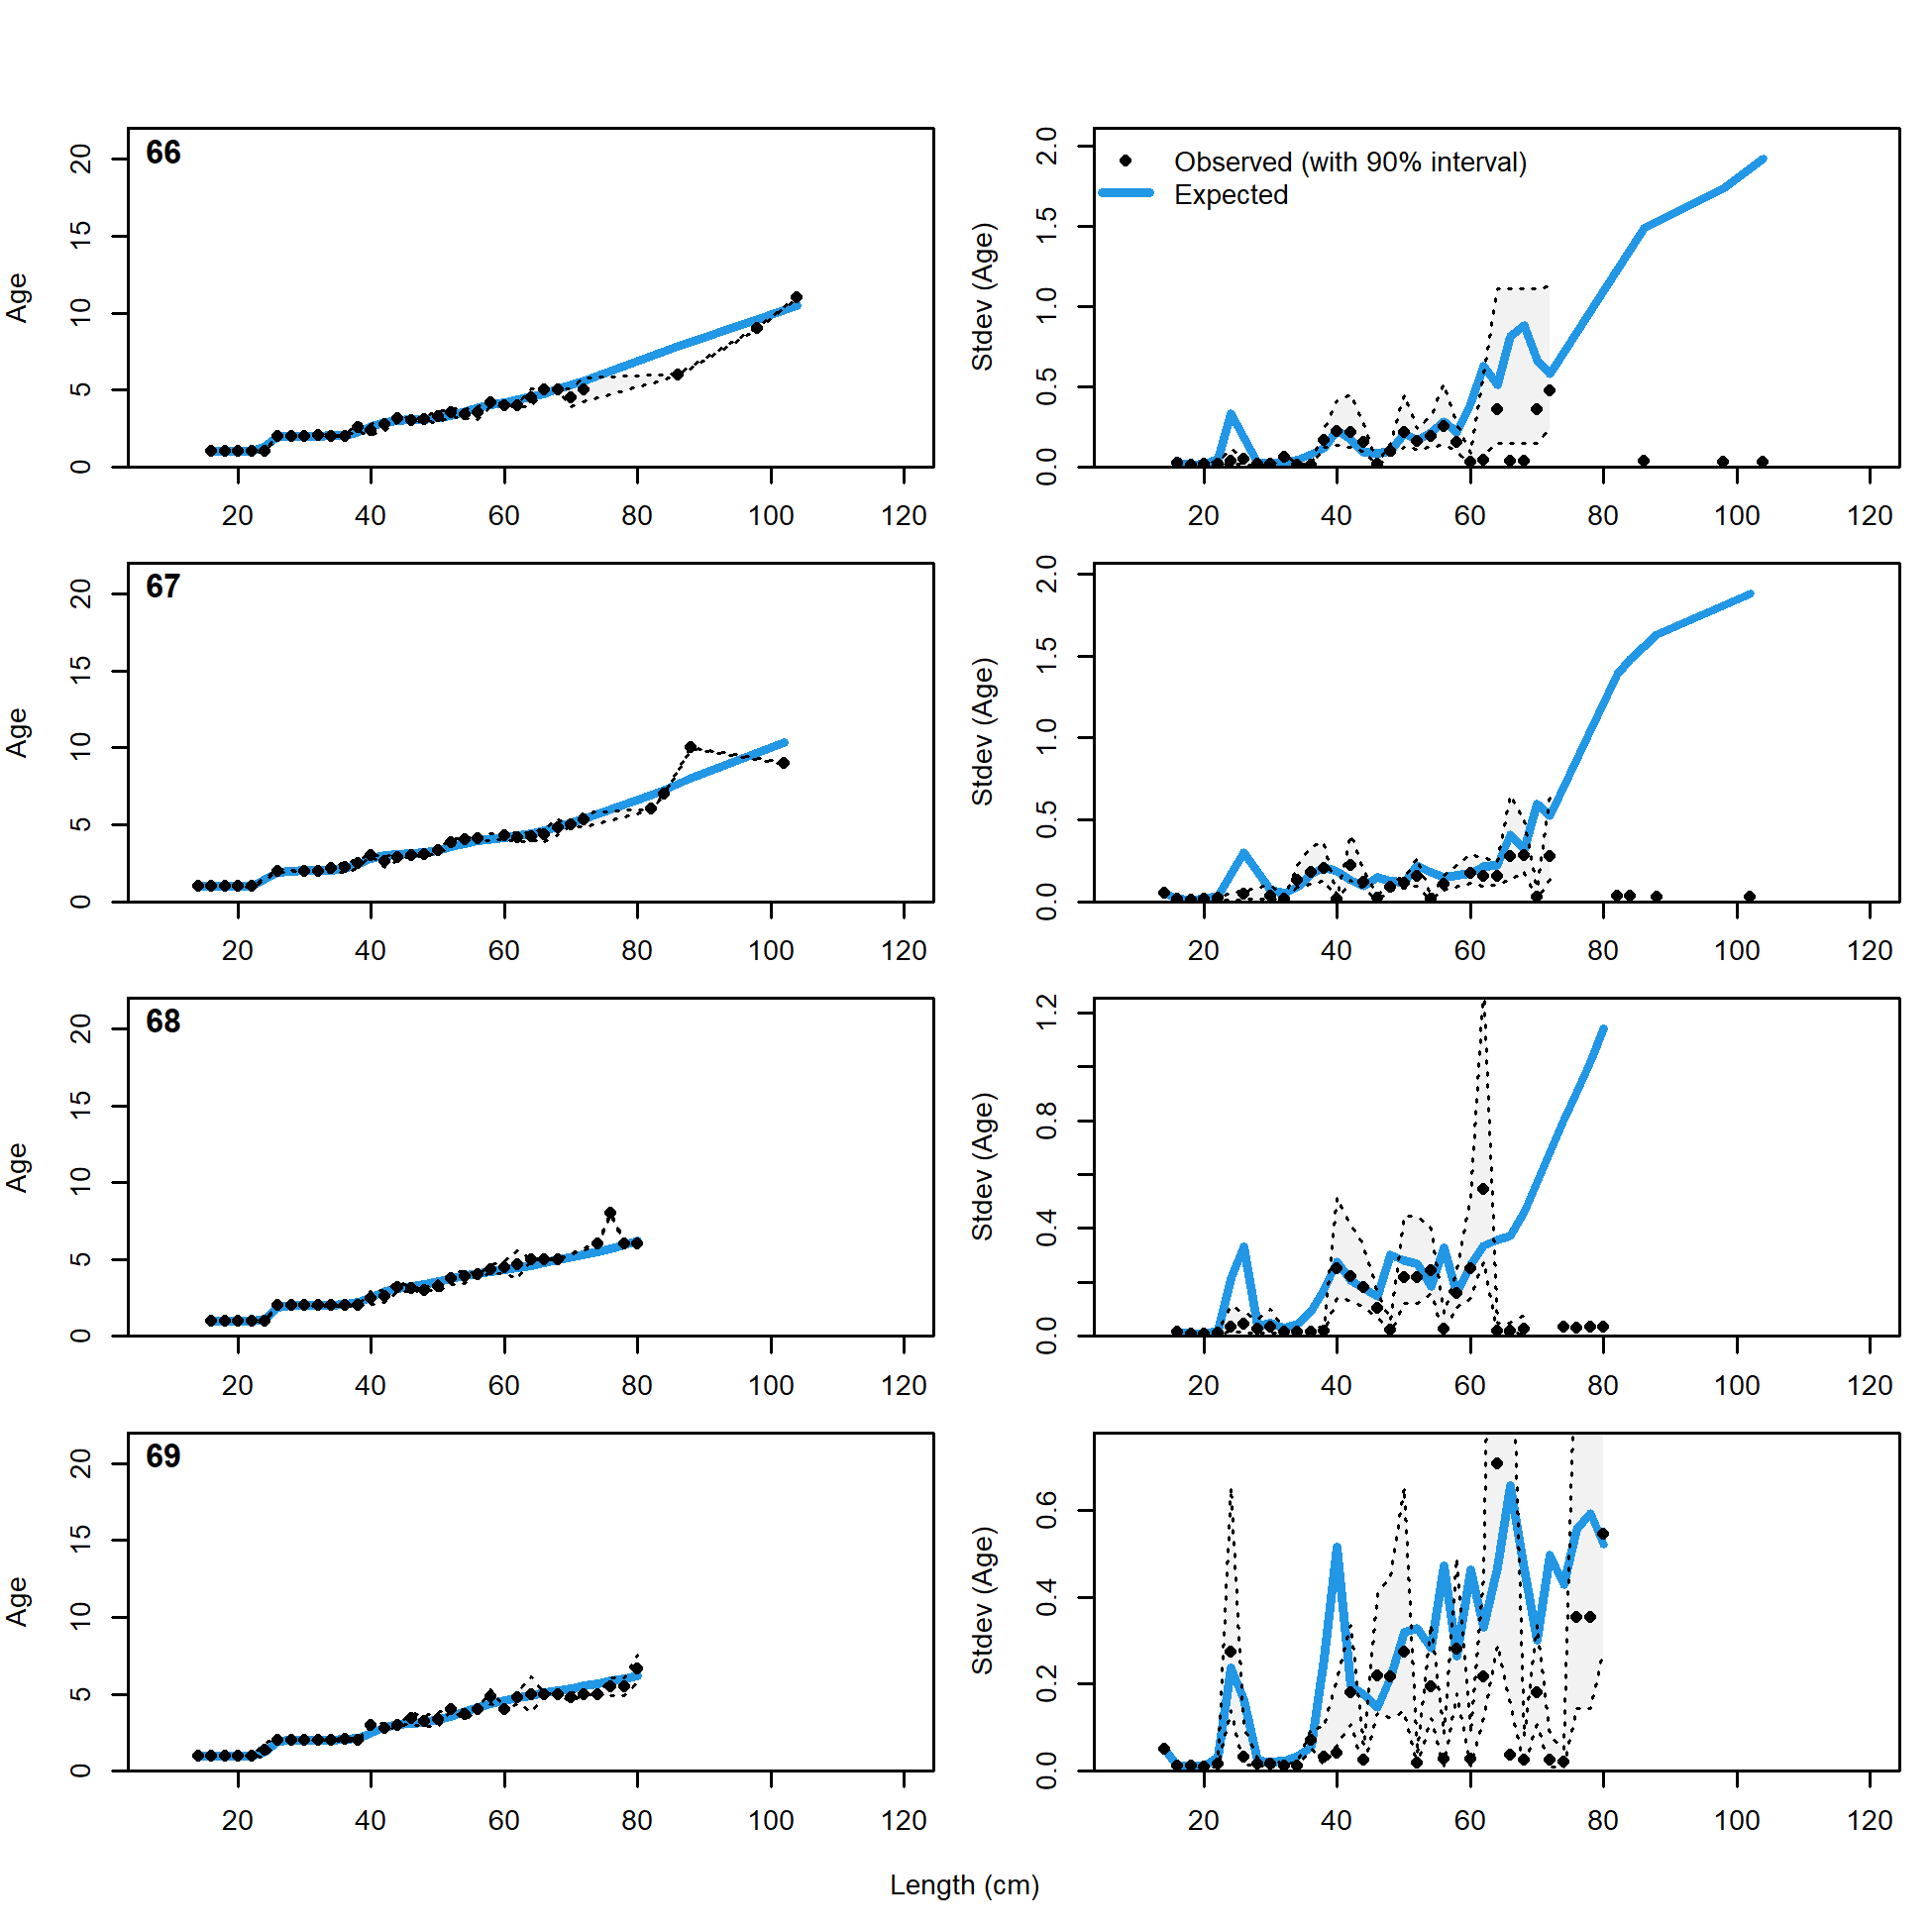 66
Age
0 5 10 15 20
20 40 60 80 100 120
Observed (with 90% interval)
Expected
Stdev (Age)
0.0 0.5 1.0 1.5 2.0
20 40 60 80 100 120
67
Age
0 5 10 15 20
20 40 60 80 100 120
Stdev (Age)
0.0 0.5 1.0 1.5 2.0
20 40 60 80 100 120
68
Age
0 5 10 15 20
20 40 60 80 100 120
Stdev (Age)
0.0 0.4 0.8 1.2
20 40 60 80 100 120
69
Age
0 5 10 15 20
20 40 60 80 100 120
Stdev (Age)
0.0 0.2 0.4 0.6
20 40 60 80 100 120
Length (cm)